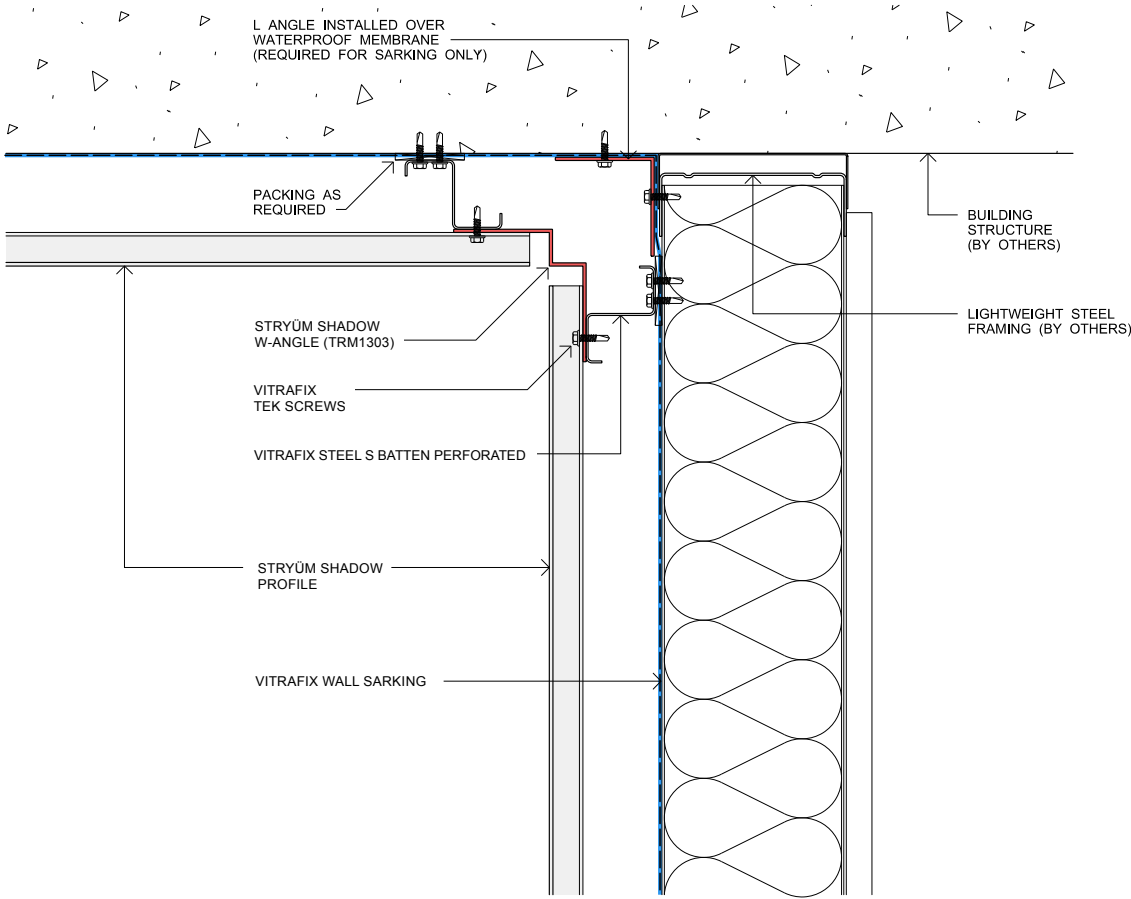 L ANGLE INSTALLED OVER
WATERPROOF MEMBRANE
(REQUIRED FOR SARKING ONLY)
PACKING AS
REQUIRED
BUILDING
STRUCTURE
(BY OTHERS)
LIGHTWEIGHT STEEL
FRAMING (BY OTHERS)
STRYÜM SHADOW
W-ANGLE (TRM1303)
VITRAFIX
TEK SCREWS
VITRAFIX STEEL S BATTEN PERFORATED
STRYÜM SHADOW
PROFILE
VITRAFIX WALL SARKING